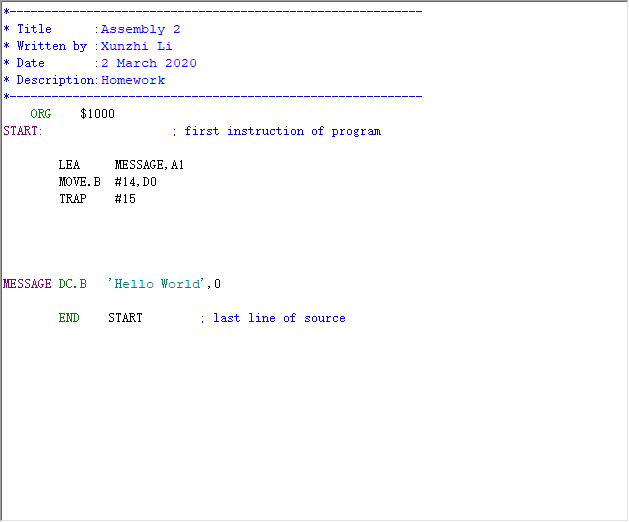 *-----------------------------------------------------------
* Title      :Assembly 2
* Written by :Xunzhi Li
* Date       :2 March 2020
* Description:Homework
*-----------------------------------------------------------
    ORG    $1000
START:                  ; first instruction of program
        LEA     MESSAGE,A1
        MOVE.B  #14,D0
        TRAP    #15
MESSAGE DC.B   'Hello World',0
        END    START        ; last line of source